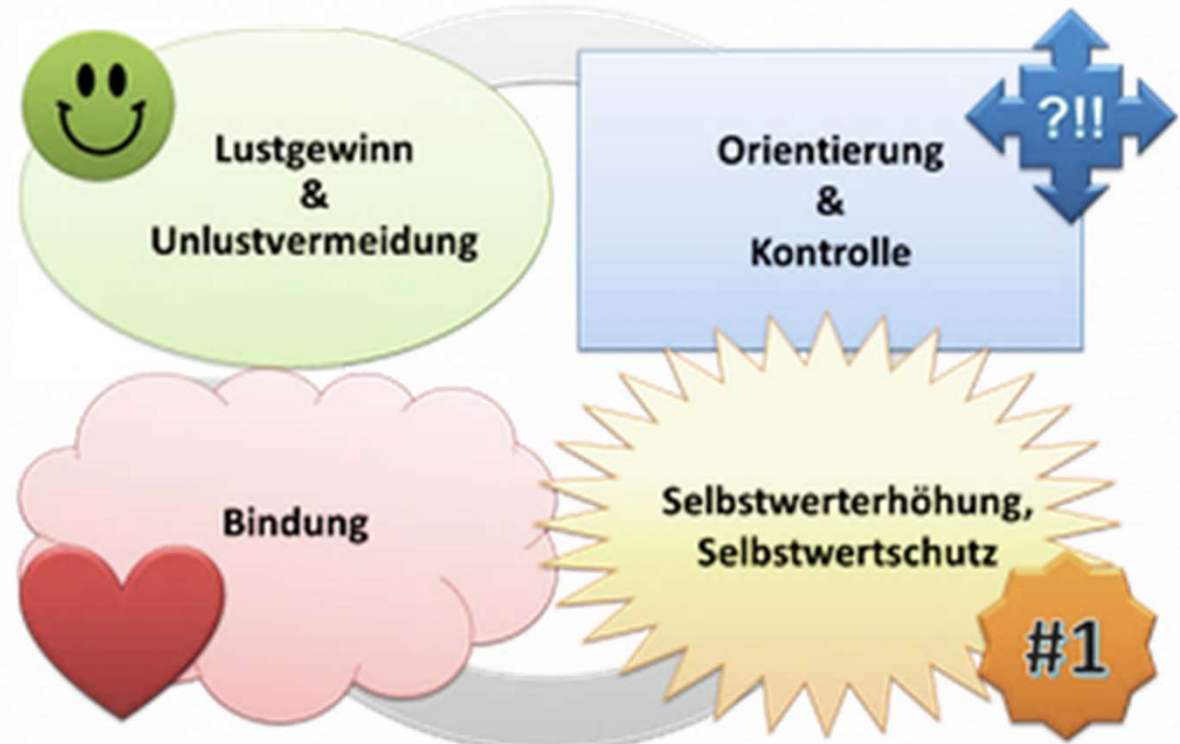 Lustgewinn
&
Unlustvermeidung
Orientierung
&
Kontrolle
?!!
Bindung
Selbstwerterhöhung,
Selbstwertschutz
#1